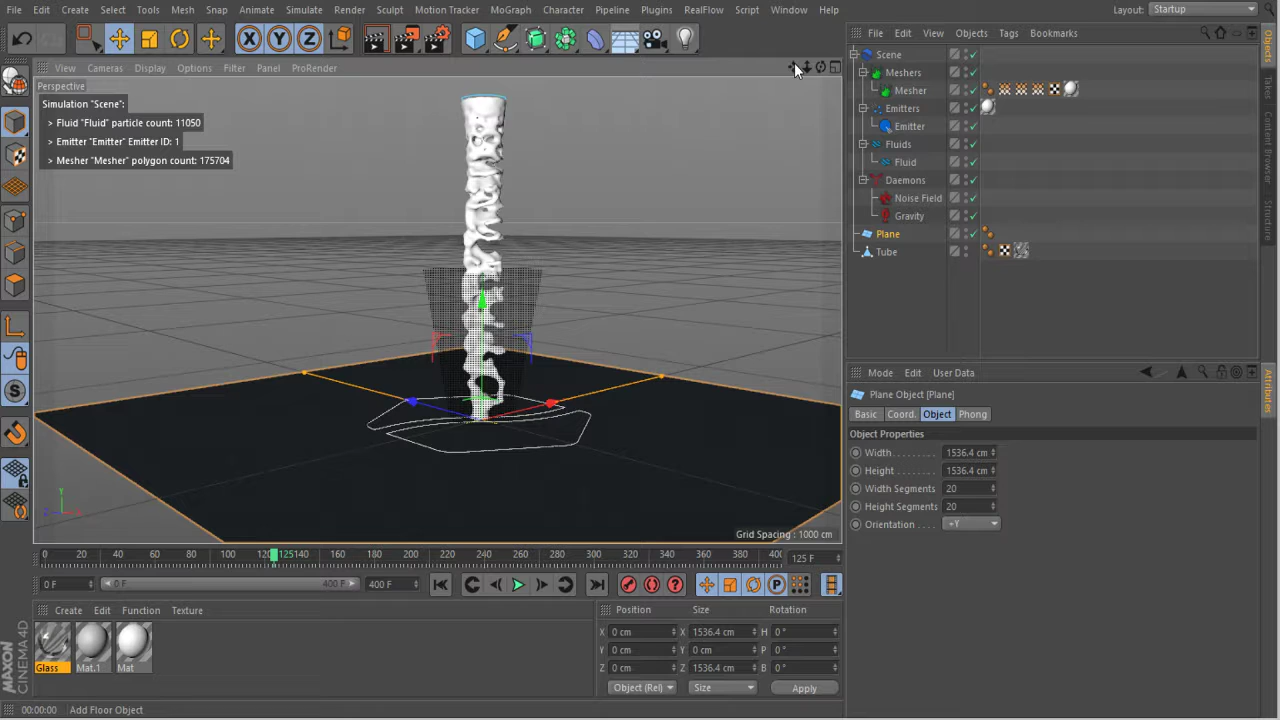 File Edit Create Select Tools Mesh Snap Animate Simulate Render Sculpt Motion Tracker MoGraph Character Pipeline Plugins RealFlow Script Window Help
Layout: Startup
View Cameras Display Options Filter Panel ProRender
Perspective
Simulation "Scene":
> Fluid "Fluid" particle count: 11050
> Emitter "Emitter" Emitter ID: 1
> Mesher "Mesher" polygon count: 175704
Grid Spacing : 1000 cm
File Edit View Objects Tags Bookmarks
Scene
Meshers
Mesher
Emitters
Emitter
Fluids
Fluid
Daemons
Noise Field
Gravity
Plane
Tube
Objects
Takes
Content Browser
Structure
Mode Edit User Data
Plane Object [Plane]
Basic Coord. Object Phong
Object Properties
Width 1536.4 cm
Height 1536.4 cm
Width Segments 20
Height Segments 20
Orientation +Y
Attributes
0 20 40 60 80 100 120 125 140 160 180 200 220 240 260 280 300 320 340 360 380 400 125 F
0 F 0 F 400 F 400 F
Create Edit Function Texture
Glass Mat.1 Mat
Position Size Rotation
X 0 cm X 1536.4 cm H 0 °
Y 0 cm Y 0 cm P 0 °
Z 0 cm Z 1536.4 cm B 0 °
Object (Rel) Size Apply
MAXON CINEMA 4D
00:00:00 Add Floor Object